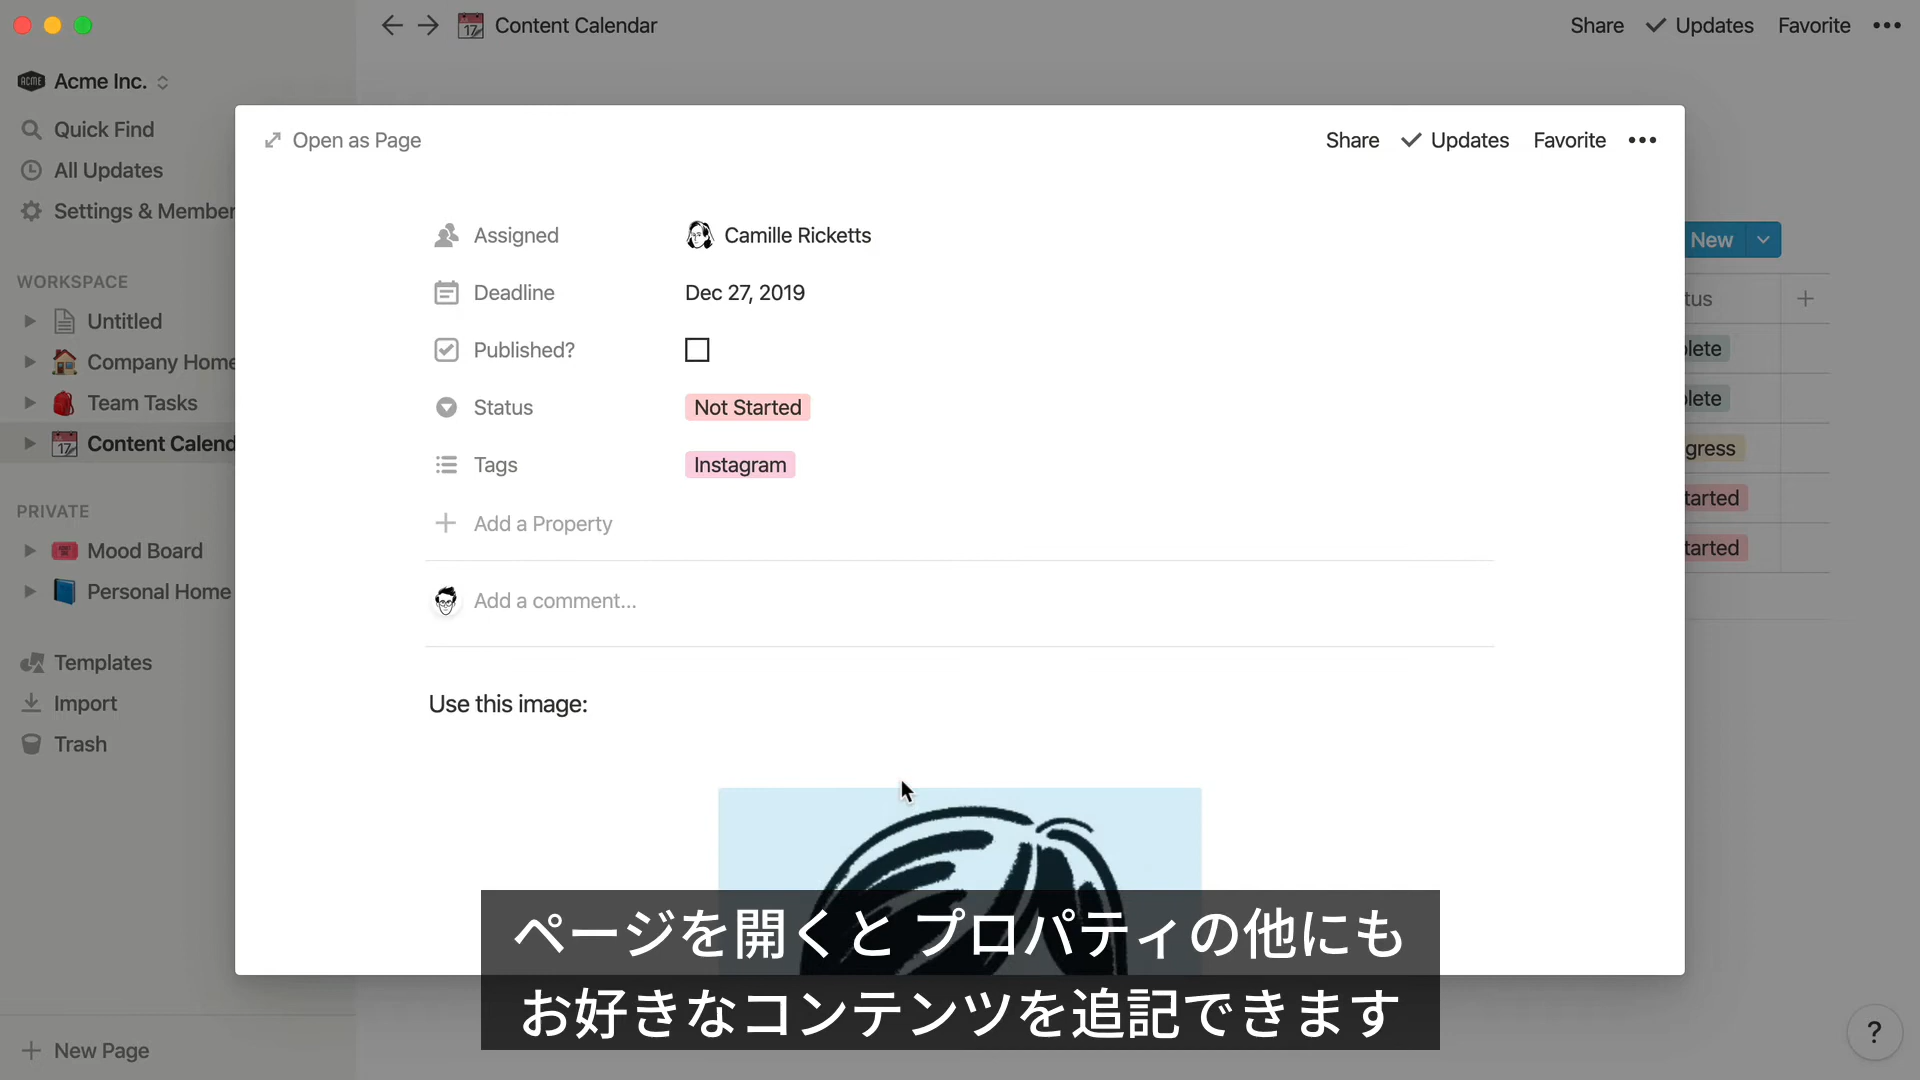 Content Calendar
Share Updates Favorite •••
ACME Acme Inc.
Quick Find
All Updates
Settings & Member
WORKSPACE
Untitled
Company Home
Team Tasks
17 Content Calend
PRIVATE
Mood Board
Personal Home
Templates
Import
Trash
New Page
Open as Page
Share Updates Favorite •••
Assigned Camille Ricketts
Deadline Dec 27, 2019
Published?
Status Not Started
Tags Instagram
Add a Property
Add a comment...
Use this image:
New
tus
lete
lete
gress
tarted
tarted
?
ページを開くと プロパティの他にも
お好きなコンテンツを追記できます